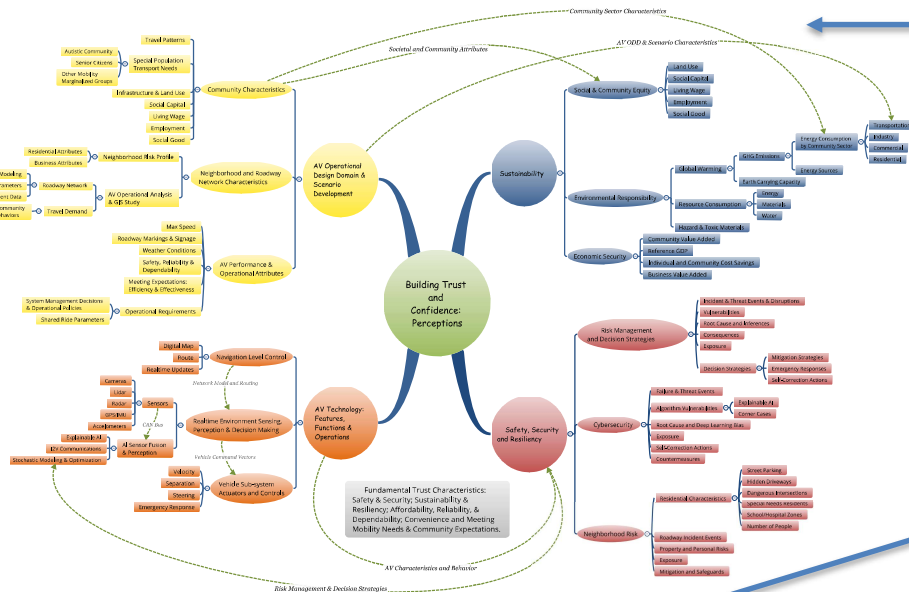 Community Sector Characteristics
Societal and Community Attributes
AV ODD & Scenario Characteristics
Travel Patterns
Autistic Community
Senior Citizens
Other Mobility
Marginalized Groups
Special Population
Transport Needs
Infrastructure & Land Use
Social Capital
Living Wage
Employment
Social Good
Community Characteristics
Residential Attributes
Business Attributes
Neighborhood Risk Profile
Modeling
Roadway Network
Travel Demand
AV Operational Analysis
& GIS Study
Neighborhood and Roadway
Network Characteristics
AV Operational
Design Domain &
Scenario
Development
Max Speed
Roadway Markings & Signage
Weather Conditions
Safety, Reliability &
Dependability
Meeting Expectations:
Efficiency & Effectiveness
System Management Decisions
& Operational Policies
Shared Ride Parameters
Operational Requirements
AV Performance &
Operational Attributes
Building Trust
and
Confidence:
Perceptions
Sustainability
Social & Community Equity
Land Use
Social Capital
Living Wage
Employment
Social Good
Environmental Responsibility
Global Warming
GHG Emissions
Energy Consumption
by Community Sector
Transportation
Industry
Commercial
Residential
Energy Sources
Earth Carrying Capacity
Resource Consumption
Energy
Materials
Water
Hazard & Toxic Materials
Economic Security
Community Value Added
Reference GDP
Individual and Community Cost Savings
Business Value Added
Digital Map
Route
Realtime Updates
Navigation Level Control
Network Model and Routing
Cameras
Lidar
Radar
GPS/IMU
Accelometers
Sensors
CAN Bus
Explainable AI
I2V Communications
Stochastic Modeling & Optimization
AI Sensor Fusion
& Perception
Realtime Environment Sensing,
Perception & Decision Making
Vehicle Command Vectors
Velocity
Separation
Steering
Emergency Response
Vehicle Sub-system
Actuators and Controls
AV Technology:
Features,
Functions &
Operations
Safety, Security
and Resiliency
Risk Management
and Decision Strategies
Incident & Threat Events & Disruptions
Vulnerabilities
Root Cause and Inferences
Consequences
Exposure
Decision Strategies
Mitigation Strategies
Emergency Responses
Self-Correction Actions
Cybersecurity
Failure & Threat Events
Algorithm Vulnerabilities
Explainable AI
Corner Cases
Root Cause and Deep Learning Bias
Exposure
Self-Correction Actions
Countermeasures
Neighborhood Risk
Residential Characteristics
Street Parking
Hidden Driveways
Dangerous Intersections
Special Needs Residents
School/Hospital Zones
Number of People
Roadway Incident Events
Property and Personal Risks
Exposure
Mitigation and Safeguards
Fundamental Trust Characteristics:
Safety & Security; Sustainability &
Resiliency; Affordability, Reliability, &
Dependability; Convenience and Meeting
Mobility Needs & Community Expectations.
AV Characteristics and Behavior
Risk Management & Decision Strategies